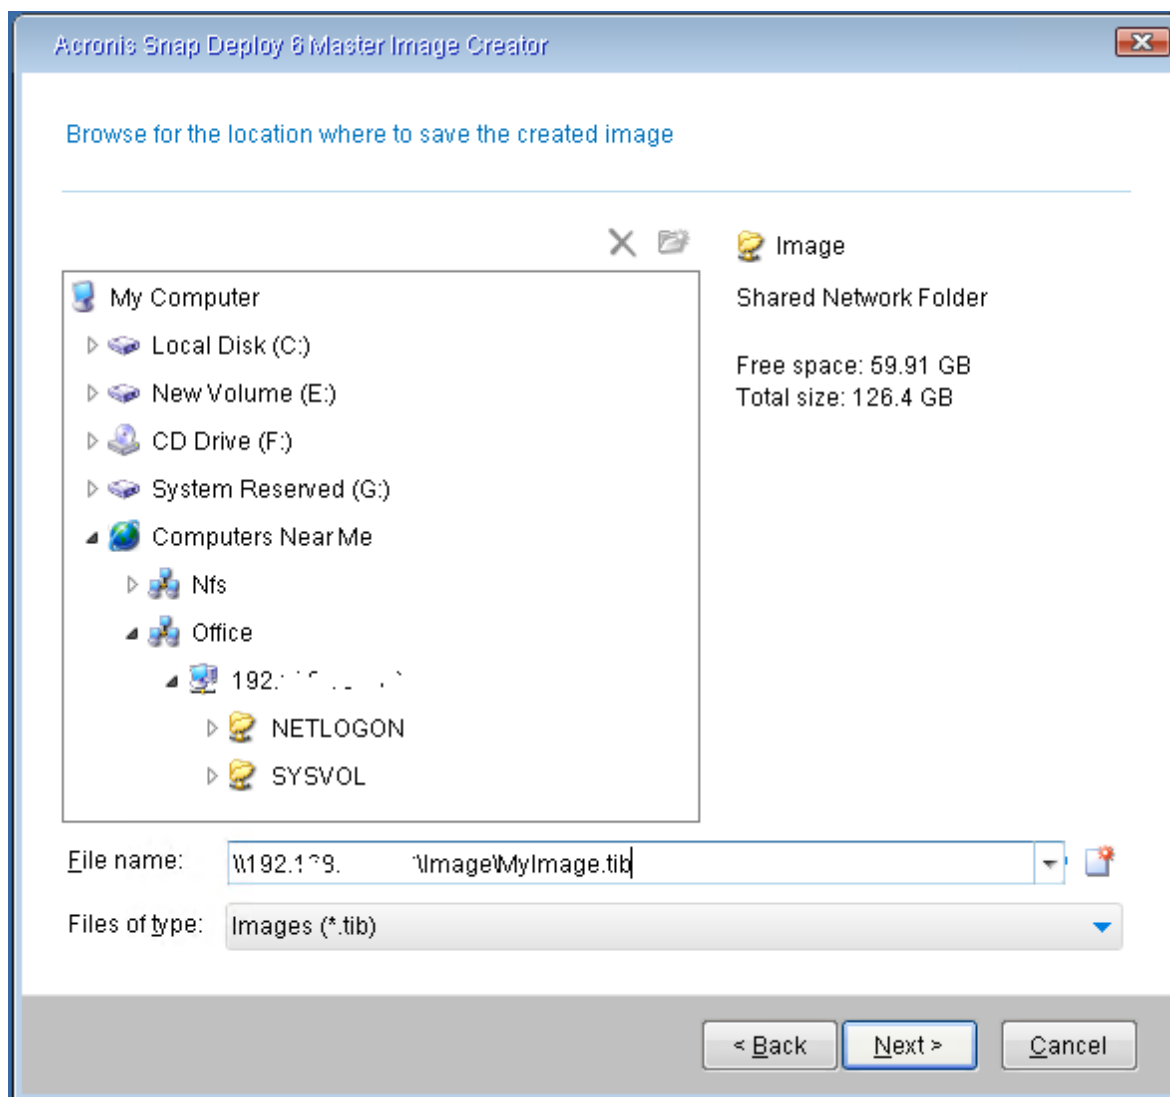 Acronis Snap Deploy 6 Master Image Creator
Browse for the location where to save the created image
Image
My Computer
Shared Network Folder
Local Disk (C:)
Free space: 59.91 GB
New Volume (E:)
Total size: 126.4 GB
CD Drive (F:)
System Reserved (G:)
Computers Near Me
Nfs
Office
192.
NETLOGON
SYSVOL
File name: \\192. \Image\MyImage.tib
Files of type: Images (*.tib)
< Back Next > Cancel